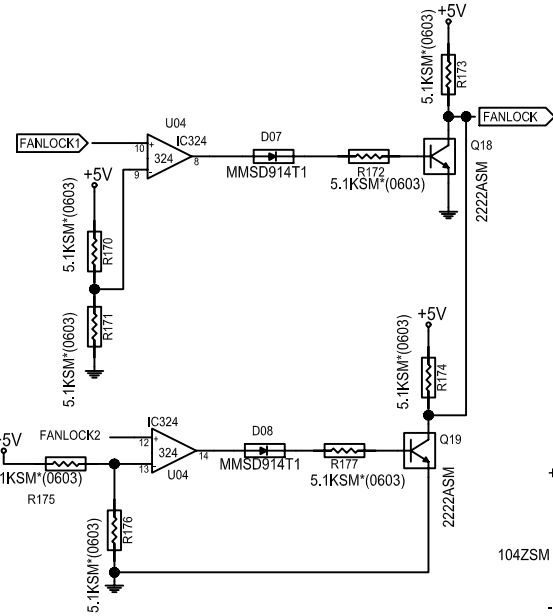 +5V
5.1KSM*(0603)
R173
FANLOCK
U04
IC324
FANLOCK1
10
+
324
8
9
-
D07
MMSD914T1
R172
5.1KSM*(0603)
Q18
2222ASM
+5V
5.1KSM*(0603)
R170
5.1KSM*(0603)
R171
+5V
5.1KSM*(0603)
R174
IC324
FANLOCK2
12
+
324
14
13
-
U04
D08
MMSD914T1
R177
5.1KSM*(0603)
Q19
2222ASM
5V
1KSM*(0603)
R175
5.1KSM*(0603)
R176
+
104ZSM